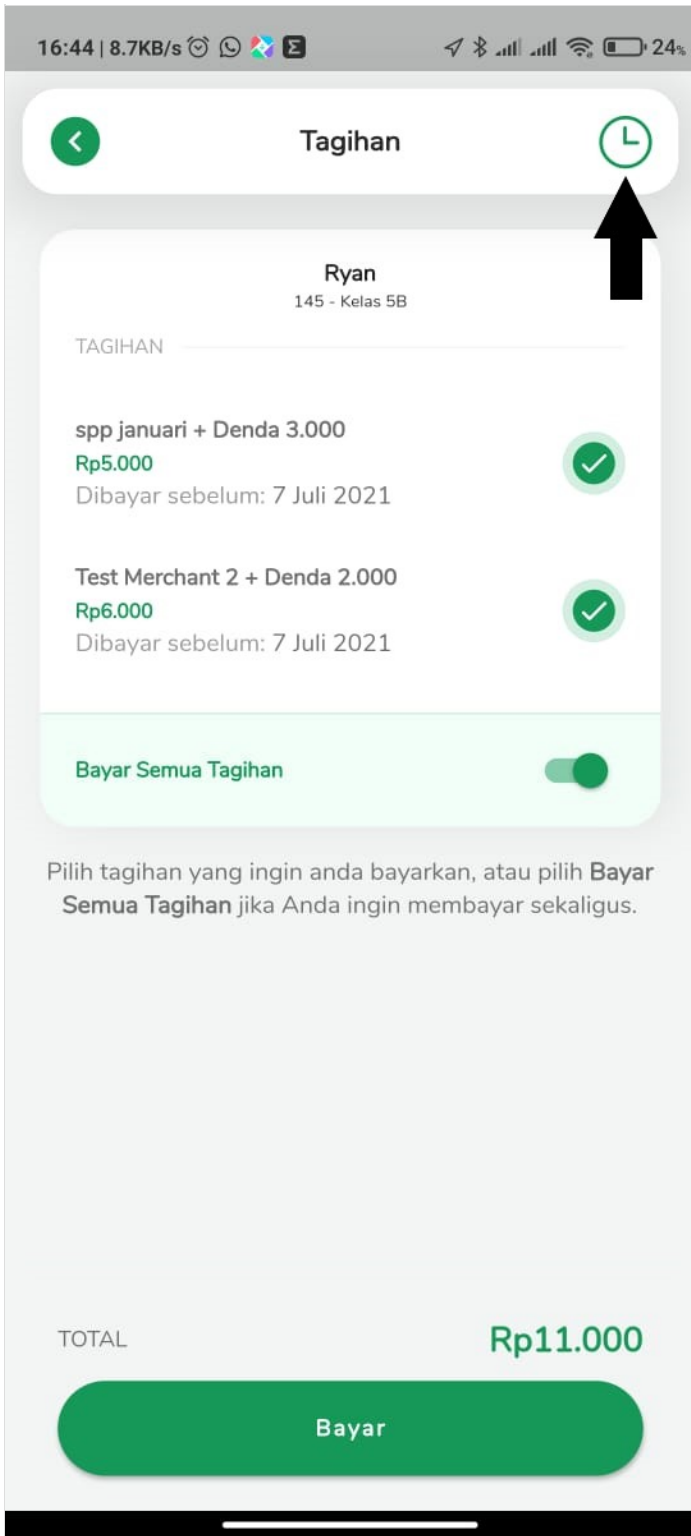 16:44 | 8.7KB/s 24%
Tagihan
Ryan
145 - Kelas 5B
TAGIHAN
spp januari + Denda 3.000
Rp5.000
Dibayar sebelum: 7 Juli 2021
Test Merchant 2 + Denda 2.000
Rp6.000
Dibayar sebelum: 7 Juli 2021
Bayar Semua Tagihan
Pilih tagihan yang ingin anda bayarkan, atau pilih Bayar
Semua Tagihan jika Anda ingin membayar sekaligus.
TOTAL Rp11.000
Bayar